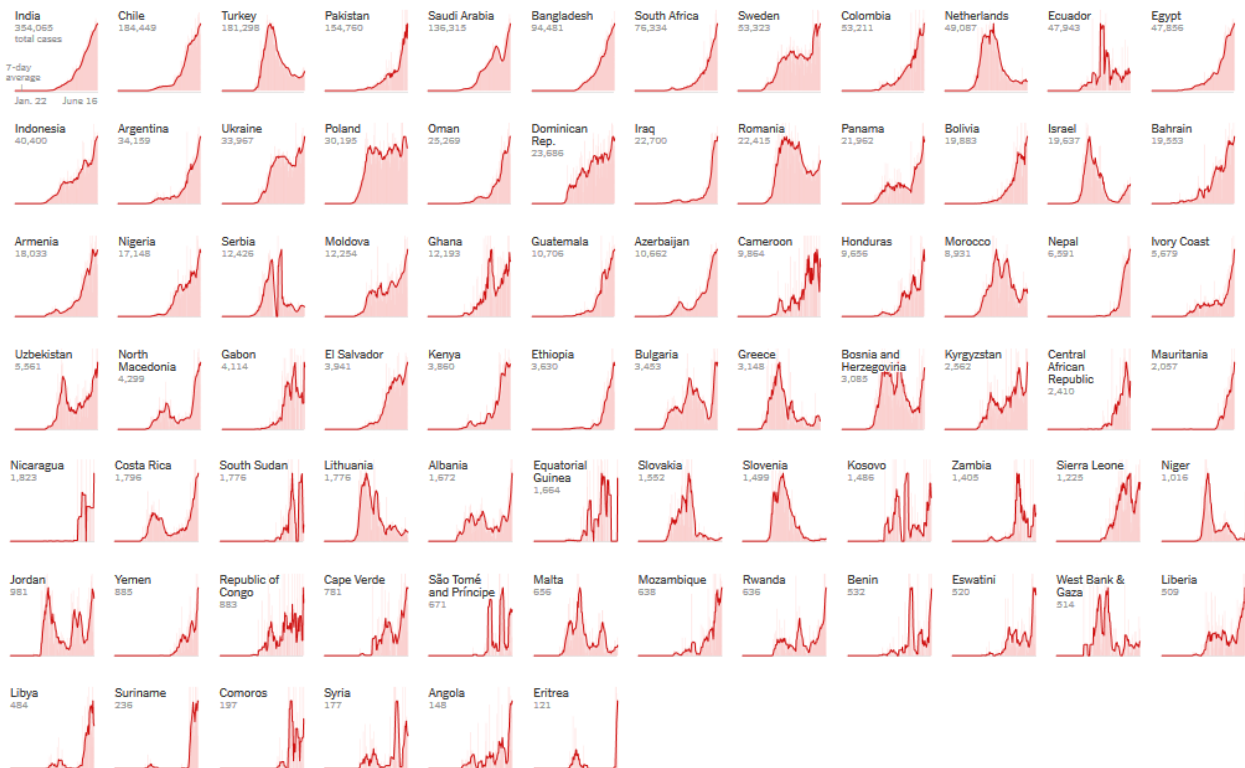 India
354,065
total cases
7-day
average
Jan. 22 June 16
Chile
184,449
Turkey
181,298
Pakistan
154,760
Saudi Arabia
136,315
Bangladesh
94,481
South Africa
76,334
Sweden
53,323
Colombia
53,211
Netherlands
49,087
Ecuador
47,943
Egypt
47,856
Indonesia
40,400
Argentina
34,159
Ukraine
33,967
Poland
30,195
Oman
25,269
Dominican
Rep.
23,686
Iraq
22,700
Romania
22,415
Panama
21,962
Bolivia
19,883
Israel
19,637
Bahrain
19,553
Armenia
18,033
Nigeria
17,148
Serbia
12,426
Moldova
12,254
Ghana
12,193
Guatemala
10,706
Azerbaijan
10,662
Cameroon
9,864
Honduras
9,656
Morocco
8,931
Nepal
6,591
Ivory Coast
5,679
Uzbekistan
5,561
North
Macedonia
4,299
Gabon
4,114
El Salvador
3,941
Kenya
3,860
Ethiopia
3,630
Bulgaria
3,453
Greece
3,148
Bosnia and
Herzegovina
3,085
Kyrgyzstan
2,562
Central
African
Republic
2,410
Mauritania
2,057
Nicaragua
1,823
Costa Rica
1,796
South Sudan
1,776
Lithuania
1,776
Albania
1,672
Equatorial
Guinea
1,664
Slovakia
1,552
Slovenia
1,499
Kosovo
1,486
Zambia
1,405
Sierra Leone
1,225
Niger
1,016
Jordan
981
Yemen
885
Republic of
Congo
883
Cape Verde
781
São Tomé
and Príncipe
671
Malta
656
Mozambique
638
Rwanda
636
Benin
532
Eswatini
520
West Bank &
Gaza
514
Liberia
509
Libya
484
Suriname
236
Comoros
197
Syria
177
Angola
148
Eritrea
121